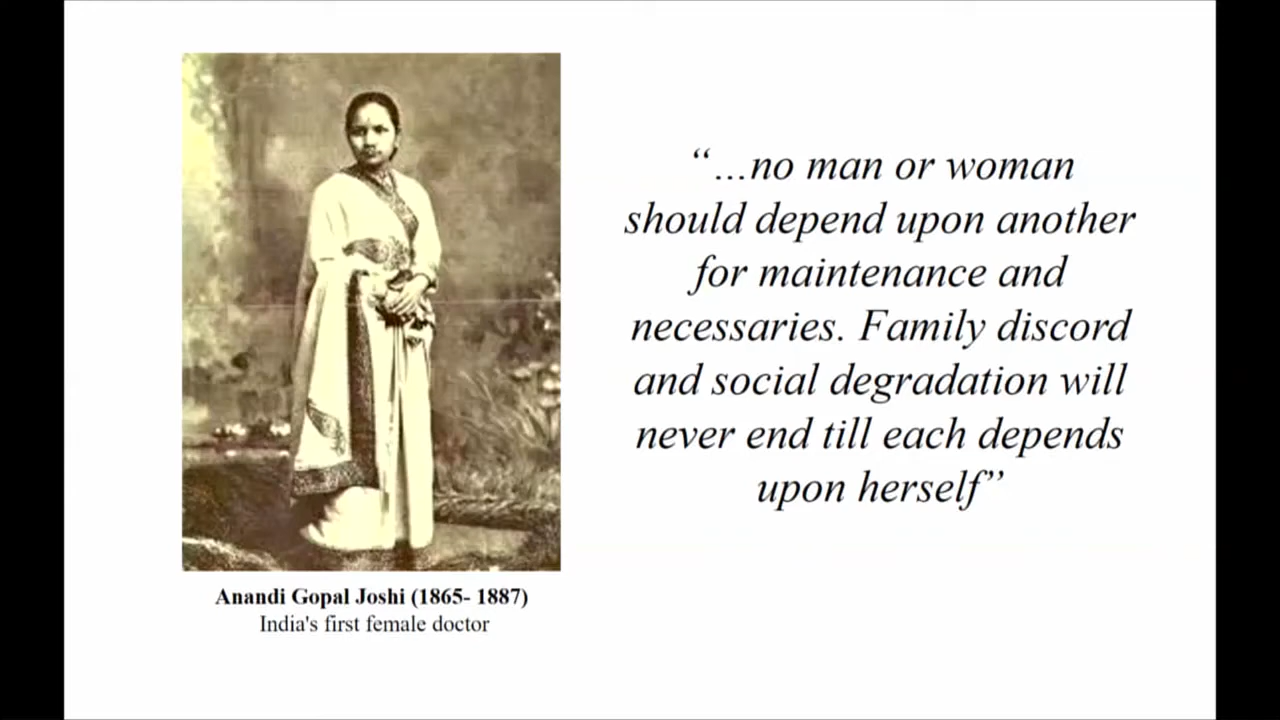 “...no man or woman
should depend upon another
for maintenance and
necessaries. Family discord
and social degradation will
never end till each depends
upon herself”
Anandi Gopal Joshi (1865- 1887)
India's first female doctor